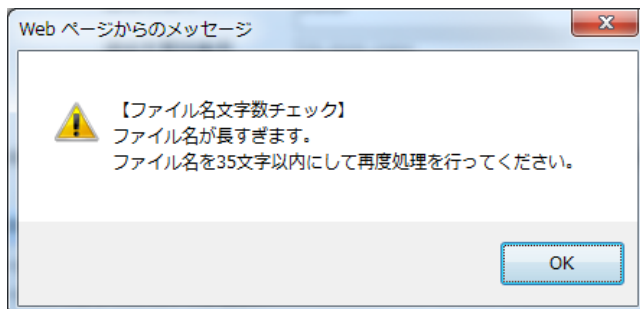 Web ページからのメッセージ
【ファイル名文字数チェック】
ファイル名が長すぎます。
ファイル名を35文字以内にして再度処理を行ってください。
OK